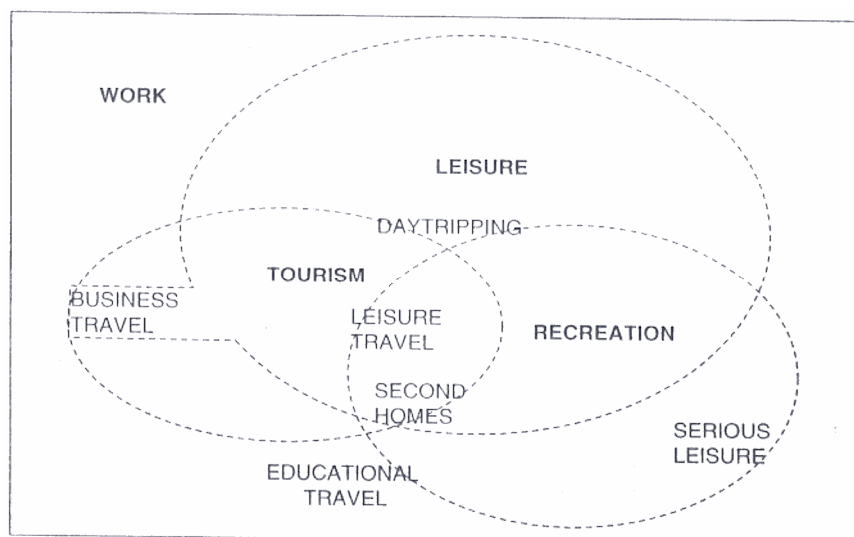 WORK
LEISURE
DAYTRIPPING
TOURISM
BUSINESS
TRAVEL
LEISURE
TRAVEL
RECREATION
SECOND
HOMES
SERIOUS
LEISURE
EDUCATIONAL
TRAVEL